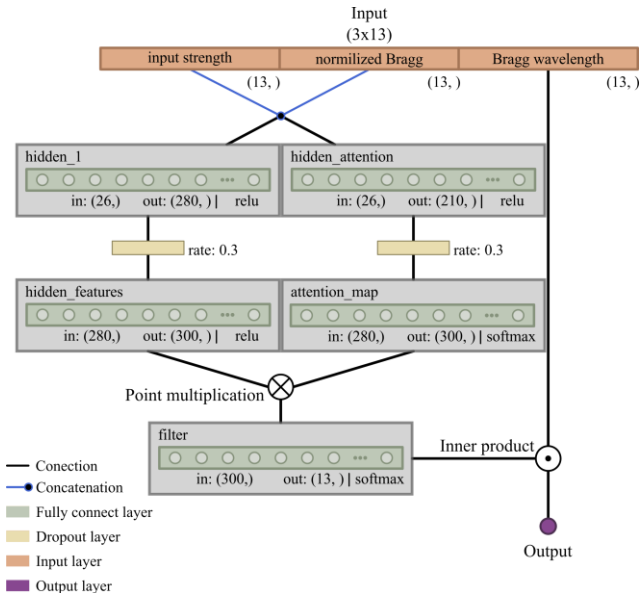 Input
(3x13)
input strength normilized Bragg Bragg wavelength
(13, ) (13, ) (13, )
hidden_1 hidden_attention
in: (26,) out: (280, ) | relu in: (26,) out: (210, ) | relu
rate: 0.3 rate: 0.3
hidden_features attention_map
in: (280,) out: (300, ) | relu in: (280,) out: (300, ) | softmax
Point multiplication
filter
Inner product
in: (300,) out: (13, ) | softmax
Conection
Concatenation
Fully connect layer
Dropout layer
Input layer
Output layer
Output